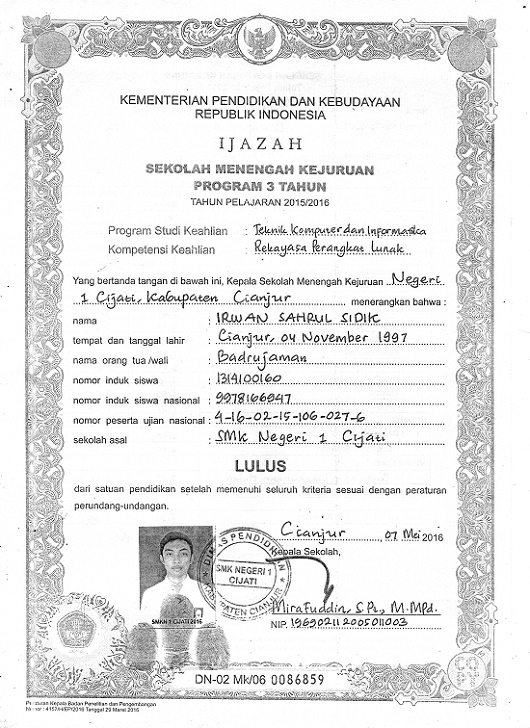 KEMENTERIAN PENDIDIKAN DAN KEBUDAYAAN
REPUBLIK INDONESIA
IJAZAH
SEKOLAH MENENGAH KEJURUAN
PROGRAM 3 TAHUN
TAHUN PELAJARAN 2015/2016
Program Studi Keahlian : Teknik Komputer dan Informatika
Kompetensi Keahlian : Rekayasa Perangkat Lunak
Yang bertanda tangan di bawah ini, Kepala Sekolah Menengah Kejuruan Negeri
1 Cijati, Kabupaten Cianjur menerangkan bahwa :
nama : IRWAN SAHRUL SIDIK
tempat dan tanggal lahir : Cianjur, 04 November 1997
nama orang tua /wali : Badrujaman
nomor induk siswa : 1314100160
nomor induk siswa nasional : 9978166947
nomor peserta ujian nasional : 4-16-02-15-106-027-6
sekolah asal : SMK Negeri 1 Cijati
LULUS
dari satuan pendidikan setelah memenuhi seluruh kriteria sesuai dengan peraturan
perundang-undangan.
Cianjur, 07 Mei 2016
Kepala Sekolah,
DINAS PENDIDIKAN
SMK NEGERI 1
CIJATI
KABUPATEN CIANJUR
SMKN 1 CIJATI 2016
Mirafuddin, S.Pt., M.MPd.
NIP. 196902112005011003
DN-02 Mk/06 0086859
Peraturan Kepala Badan Penelitian dan Pengembangan
Nomor : 4157/H/EP/2016 Tanggal 29 Maret 2016